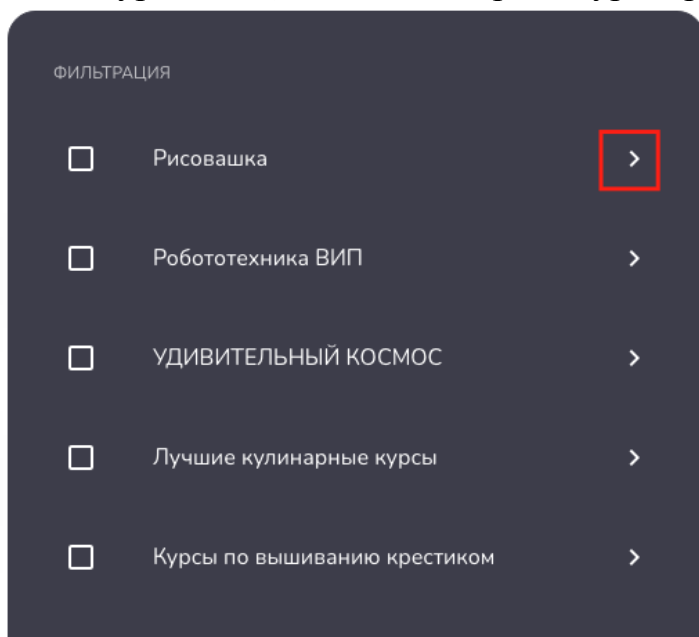 ФИЛЬТРАЦИЯ
Рисовашка
Робототехника ВИП
УДИВИТЕЛЬНЫЙ КОСМОС
Лучшие кулинарные курсы
Курсы по вышиванию крестиком